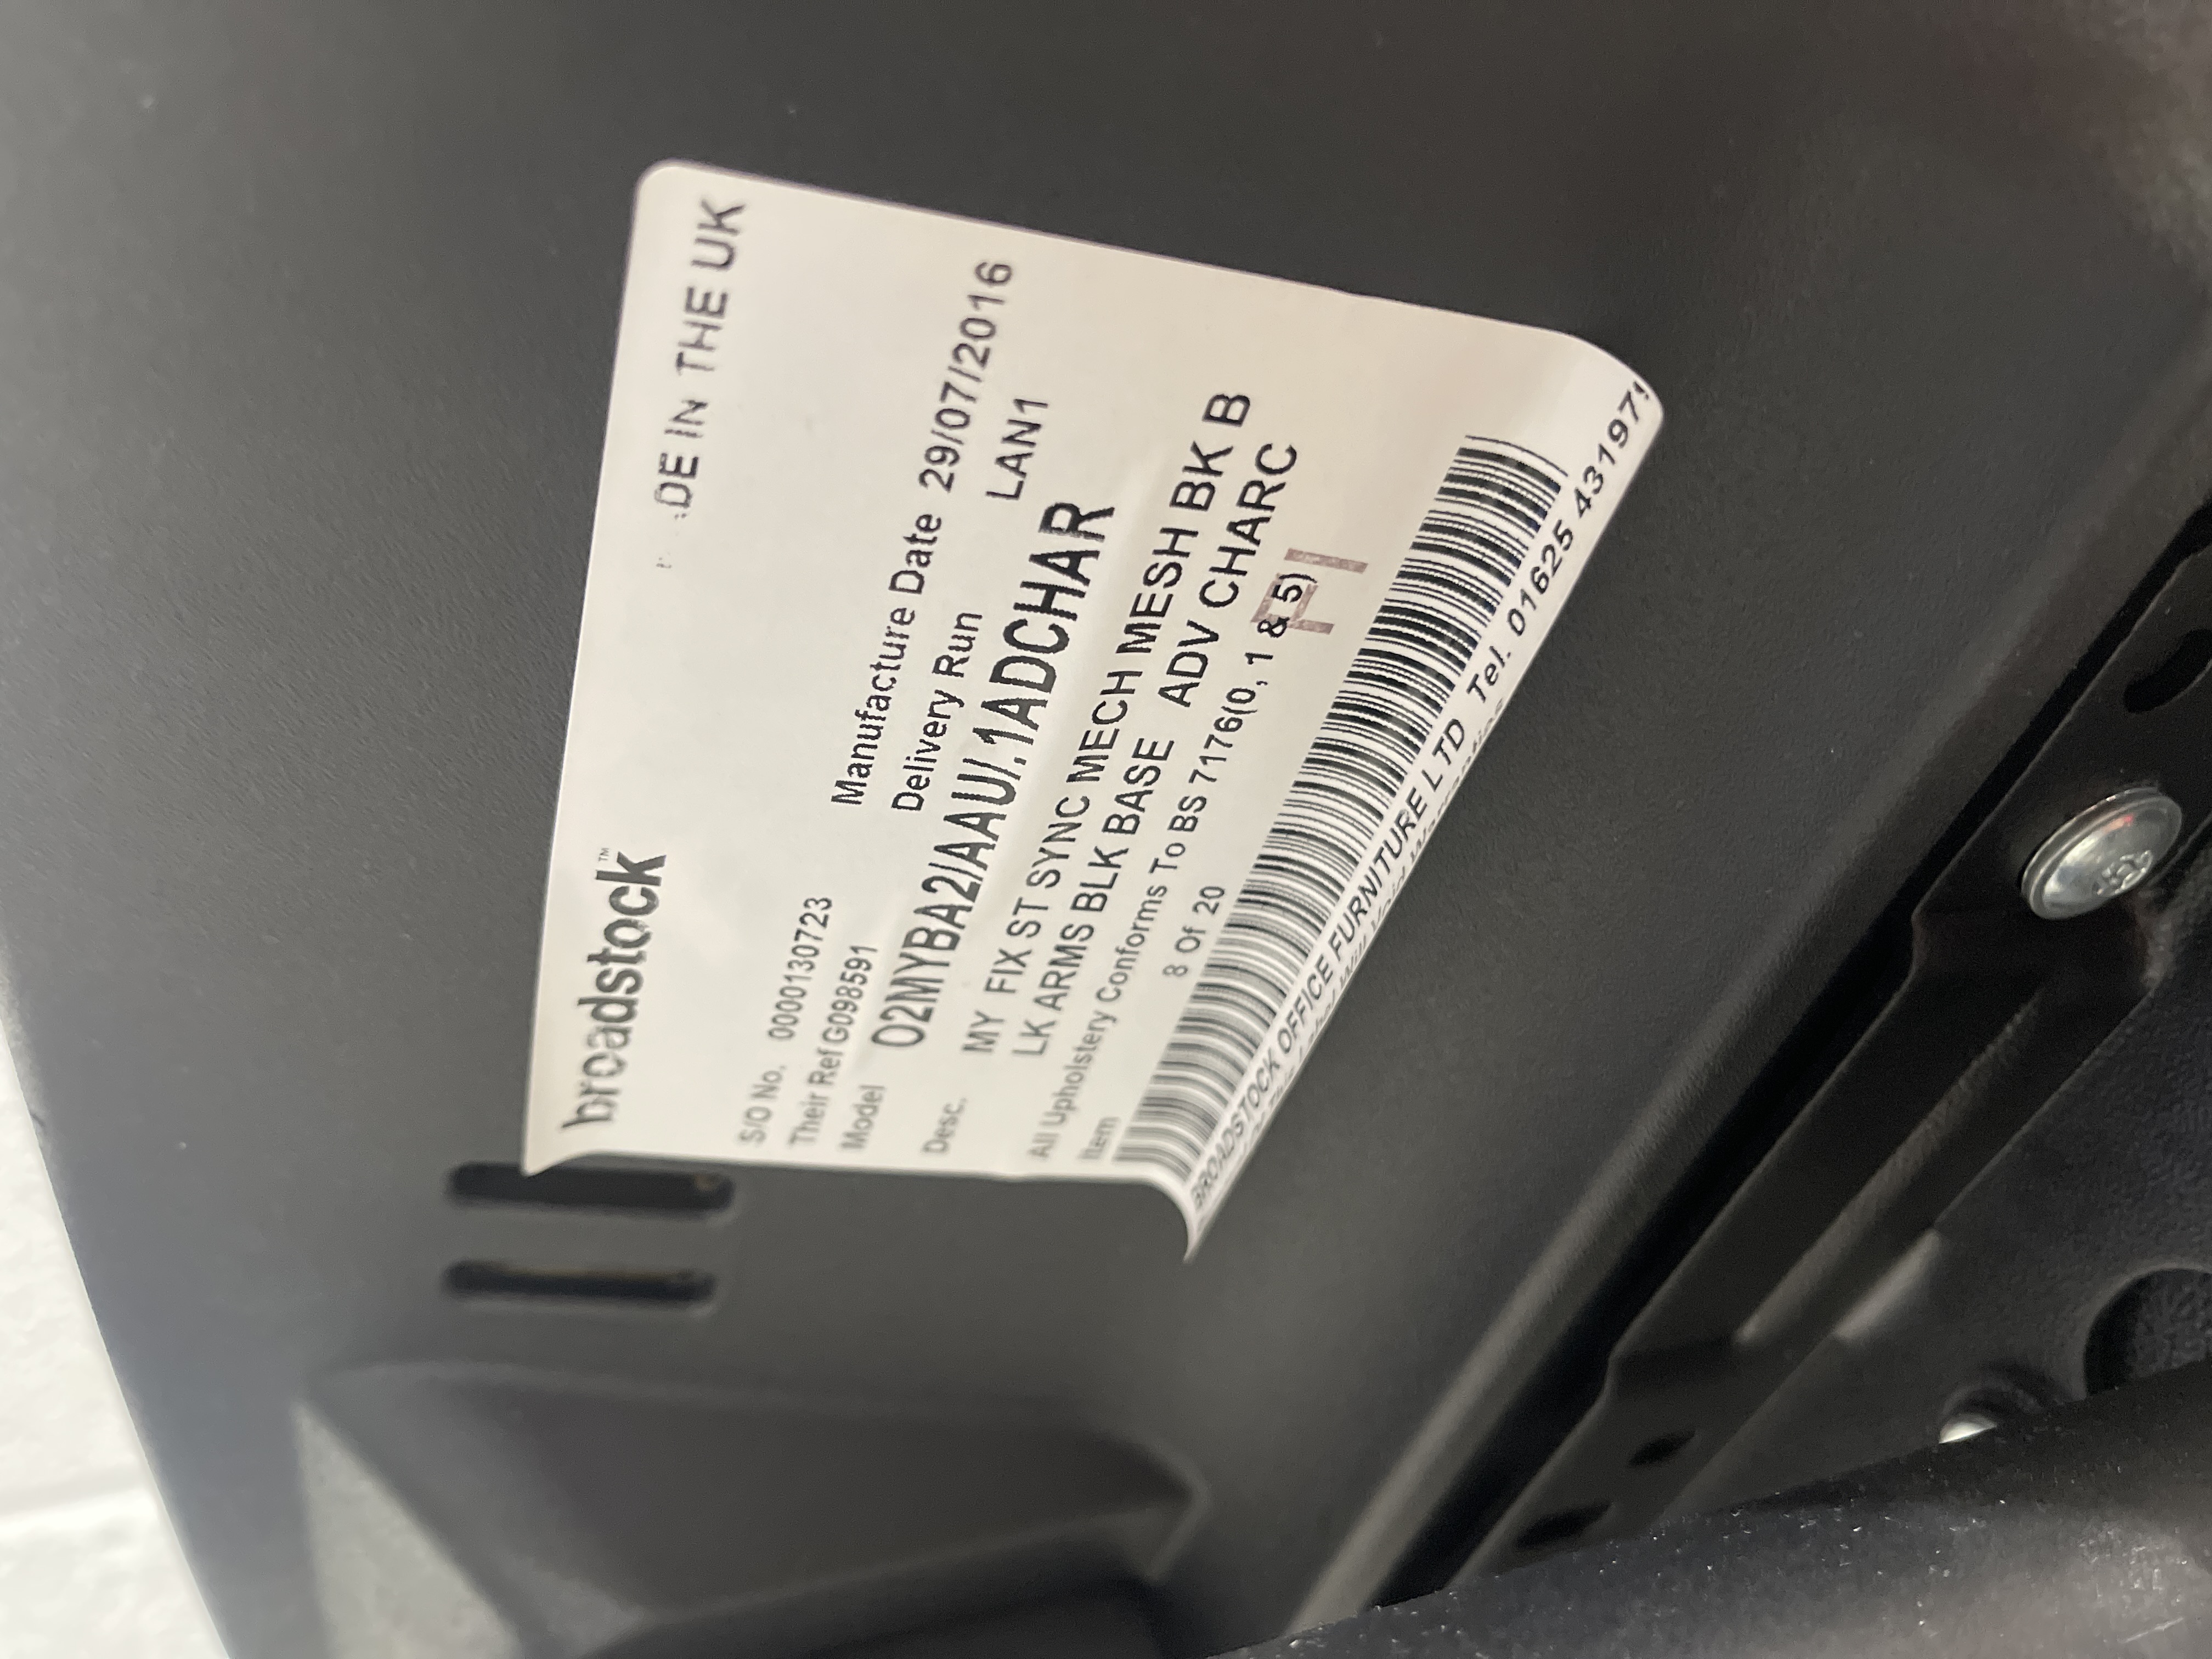 broadstock™
DE IN THE UK
S/O No. 0000130723
Manufacture Date 29/07/2016
Their Ref G098591
Delivery Run LAN1
Model O2MYBA2/AAU/.1ADCHAR
Desc. MY FIX ST SYNC MECH MESH BK B
LK ARMS BLK BASE ADV CHARC
All Upholstery Conforms To BS 7176(0, 1 & 5)
Item 8 Of 20
BROADSTOCK OFFICE FURNITURE LTD Tel. 01625 431979